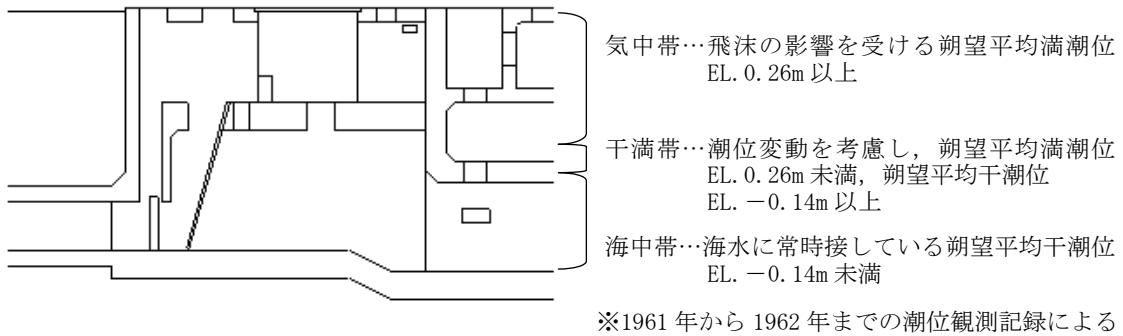 気中帯…飛沫の影響を受ける朔望平均満潮位
EL.0.26m 以上
干満帯…潮位変動を考慮し，朔望平均満潮位
EL.0.26m 未満，朔望平均干潮位
EL.－0.14m 以上
海中帯…海水に常時接している朔望平均干潮位
EL.－0.14m 未満
※1961 年から 1962 年までの潮位観測記録による